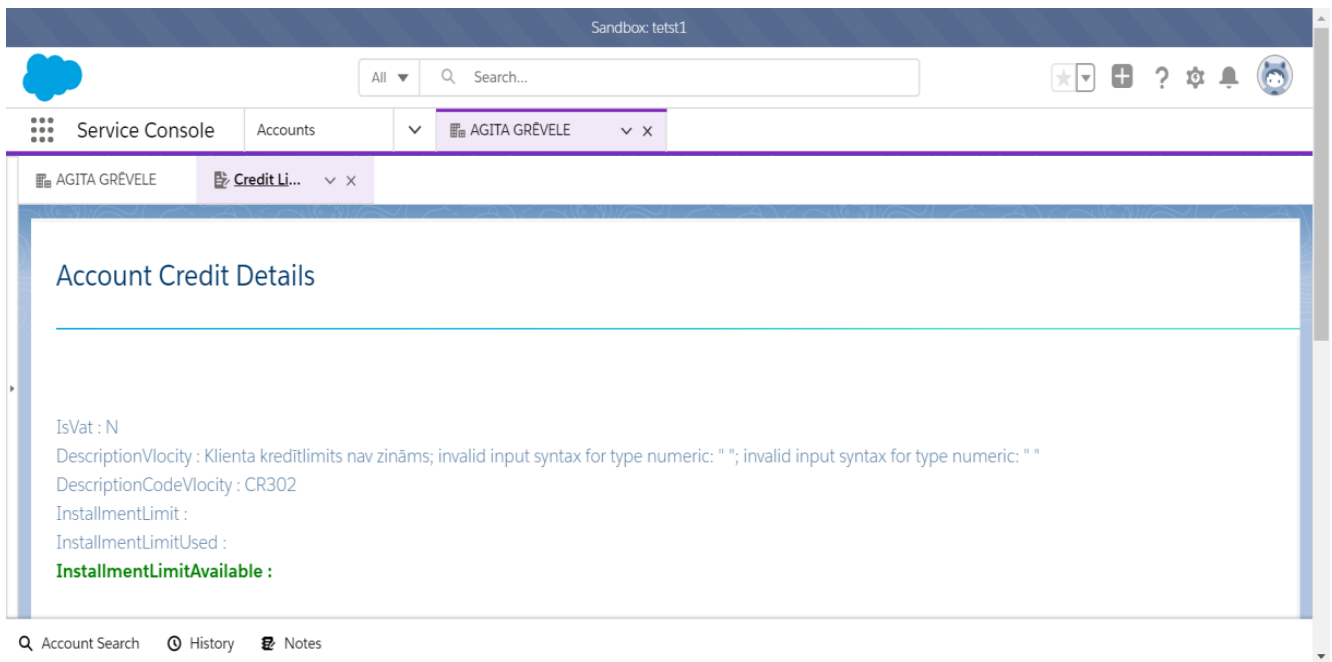 Sandbox: tetst1
All Search...
Service Console Accounts AGITA GRĒVELE
AGITA GRĒVELE Credit Li...
Account Credit Details
IsVat : N
DescriptionVlocity : Klienta kredītlimits nav zināms; invalid input syntax for type numeric: " "; invalid input syntax for type numeric: " "
DescriptionCodeVlocity : CR302
InstallmentLimit :
InstallmentLimitUsed :
InstallmentLimitAvailable :
Account Search History Notes